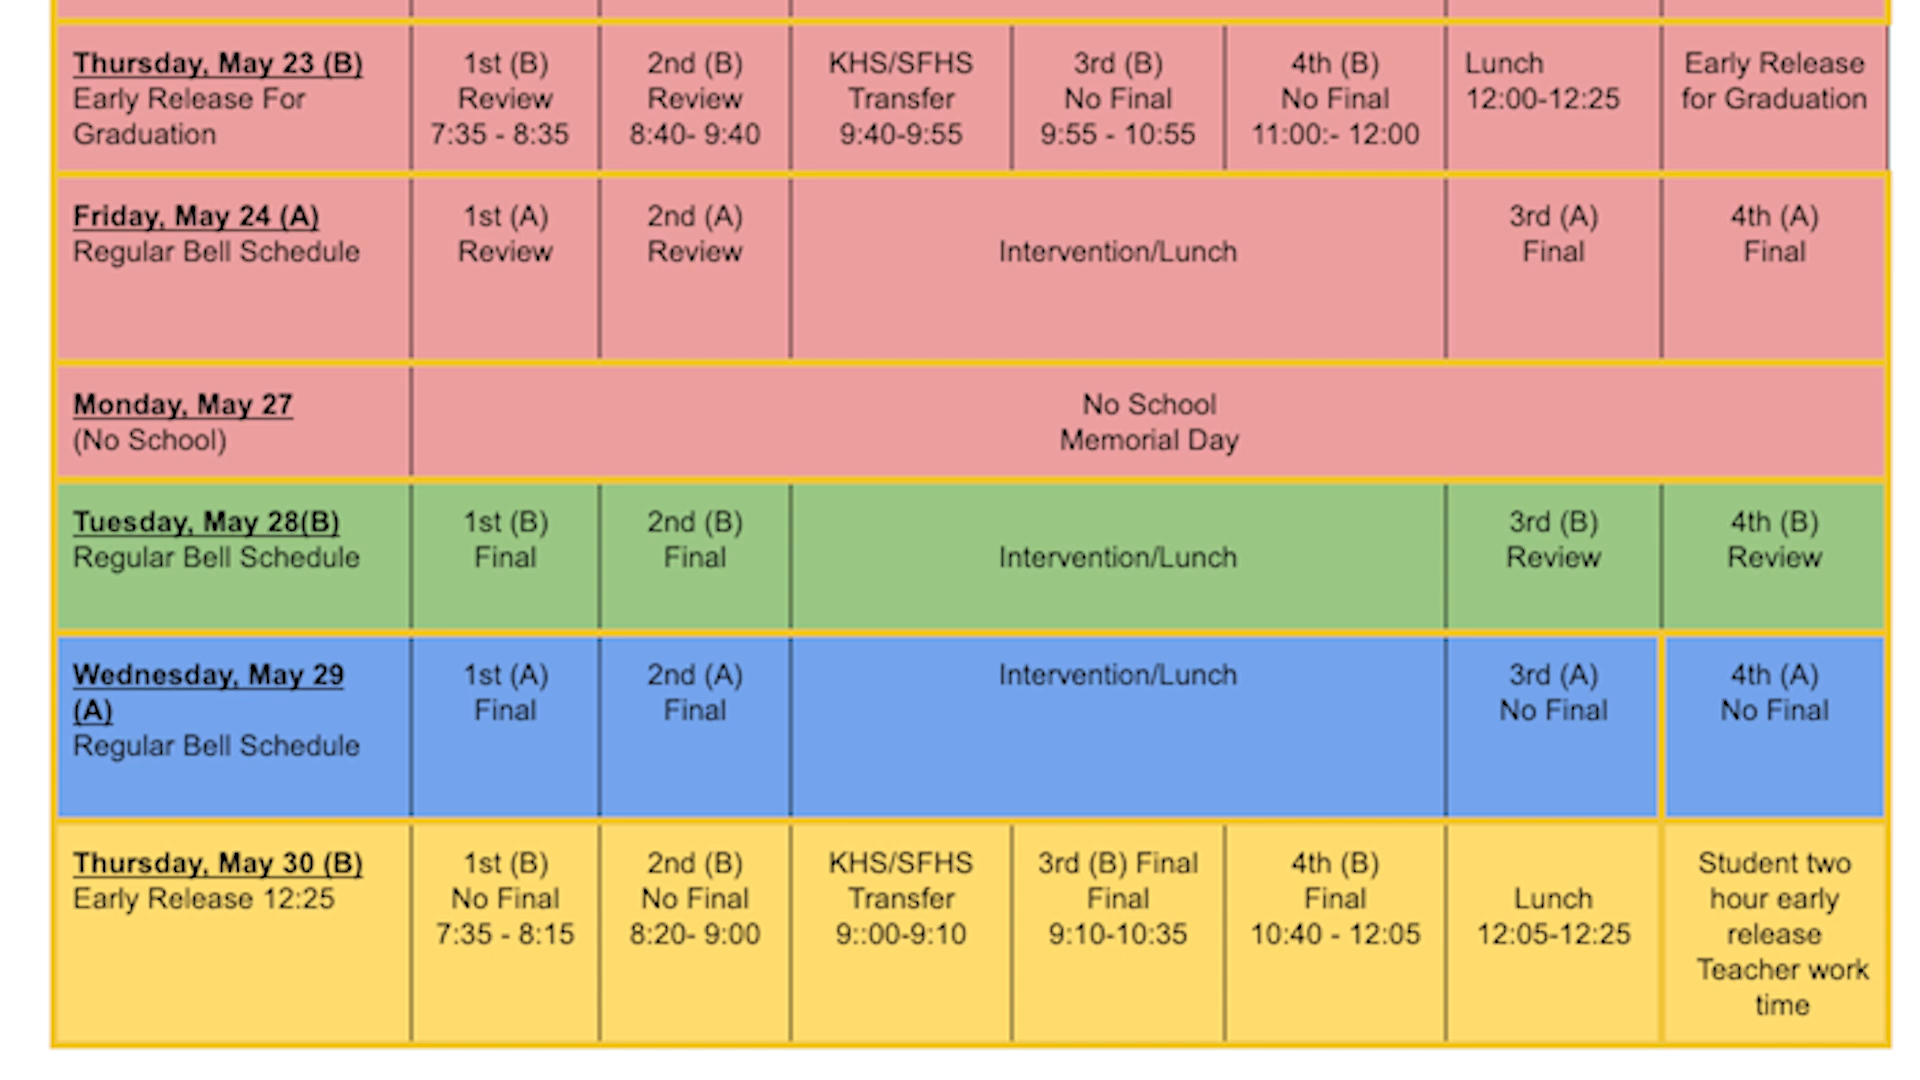 Thursday, May 23 (B)
Early Release For
Graduation
1st (B)
Review
7:35 - 8:35
2nd (B)
Review
8:40- 9:40
KHS/SFHS
Transfer
9:40-9:55
3rd (B)
No Final
9:55 - 10:55
4th (B)
No Final
11:00:- 12:00
Lunch
12:00-12:25
Early Release
for Graduation
Friday, May 24 (A)
Regular Bell Schedule
1st (A)
Review
2nd (A)
Review
Intervention/Lunch
3rd (A)
Final
4th (A)
Final
Monday, May 27
(No School)
No School
Memorial Day
Tuesday, May 28(B)
Regular Bell Schedule
1st (B)
Final
2nd (B)
Final
Intervention/Lunch
3rd (B)
Review
4th (B)
Review
Wednesday, May 29
(A)
Regular Bell Schedule
1st (A)
Final
2nd (A)
Final
Intervention/Lunch
3rd (A)
No Final
4th (A)
No Final
Thursday, May 30 (B)
Early Release 12:25
1st (B)
No Final
7:35 - 8:15
2nd (B)
No Final
8:20- 9:00
KHS/SFHS
Transfer
9::00-9:10
3rd (B) Final
Final
9:10-10:35
4th (B)
Final
10:40 - 12:05
Lunch
12:05-12:25
Student two
hour early
release
Teacher work
time